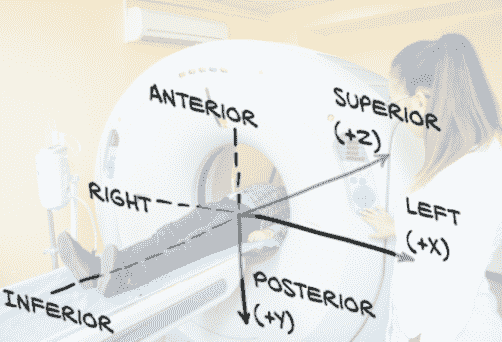 ANTERIOR
SUPERIOR
(+Z)
RIGHT
LEFT
(+X)
INFERIOR
POSTERIOR
(+Y)